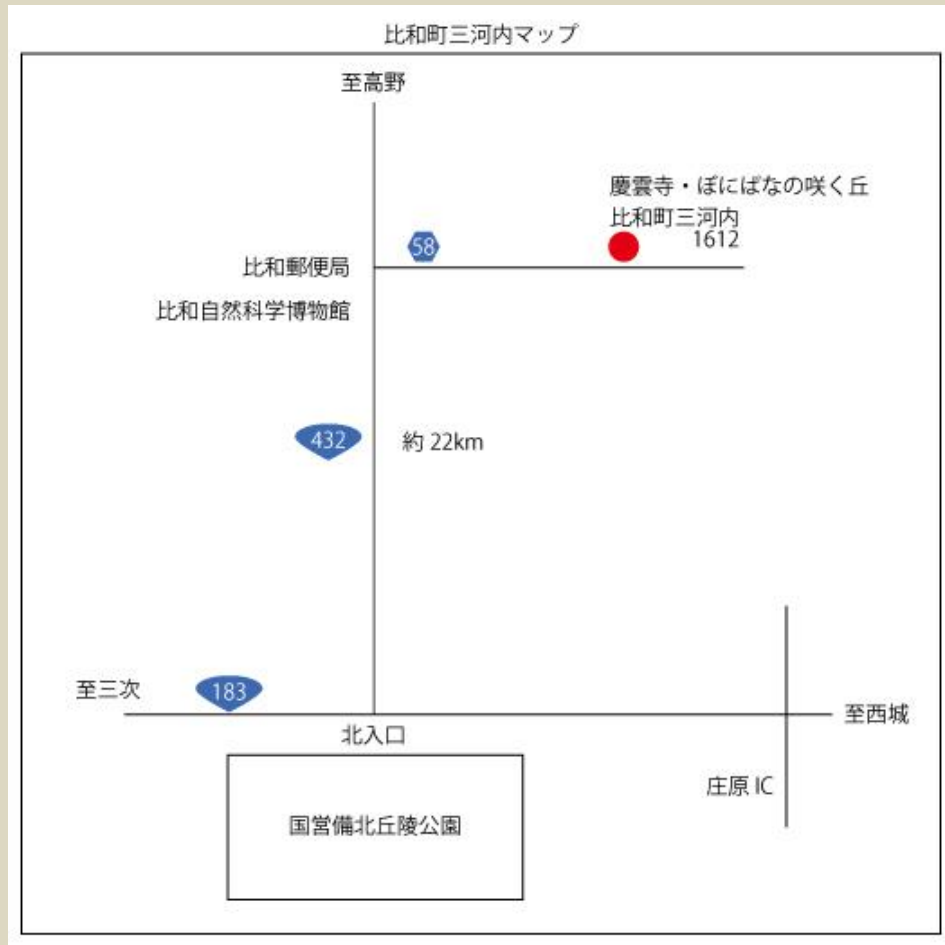 比和町三河内マップ
至高野
慶雲寺・ぼにばなの咲く丘
比和町三河内
1612
58
比和郵便局
比和自然科学博物館
432
約 22km
至三次
183
至西城
北入口
庄原 IC
国営備北丘陵公園